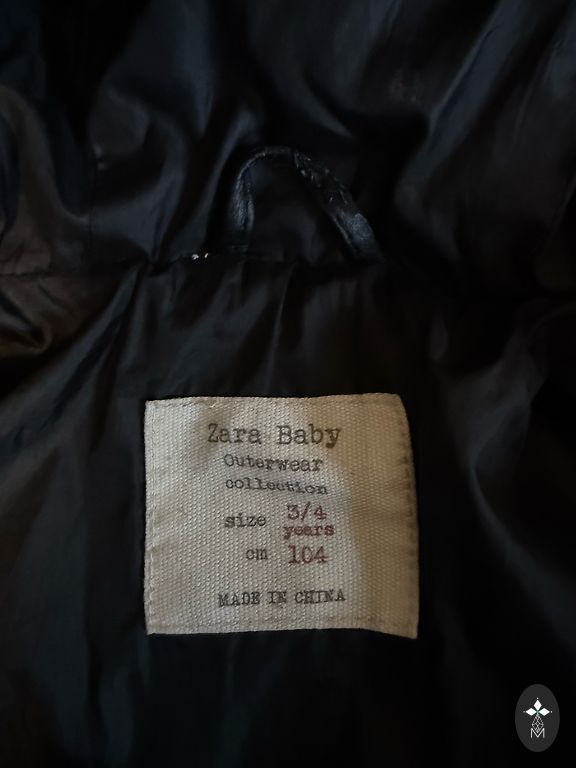 Zara Baby
Outerwear
collection
size 3/4
years
cm 104
MADE IN CHINA
M